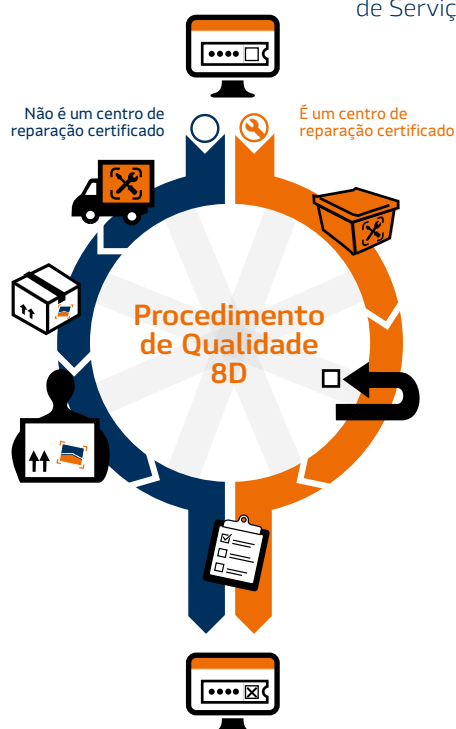 de Serviç
Não é um centro de
reparação certificado
É um centro de
reparação certificado
Procedimento
de Qualidade
8D